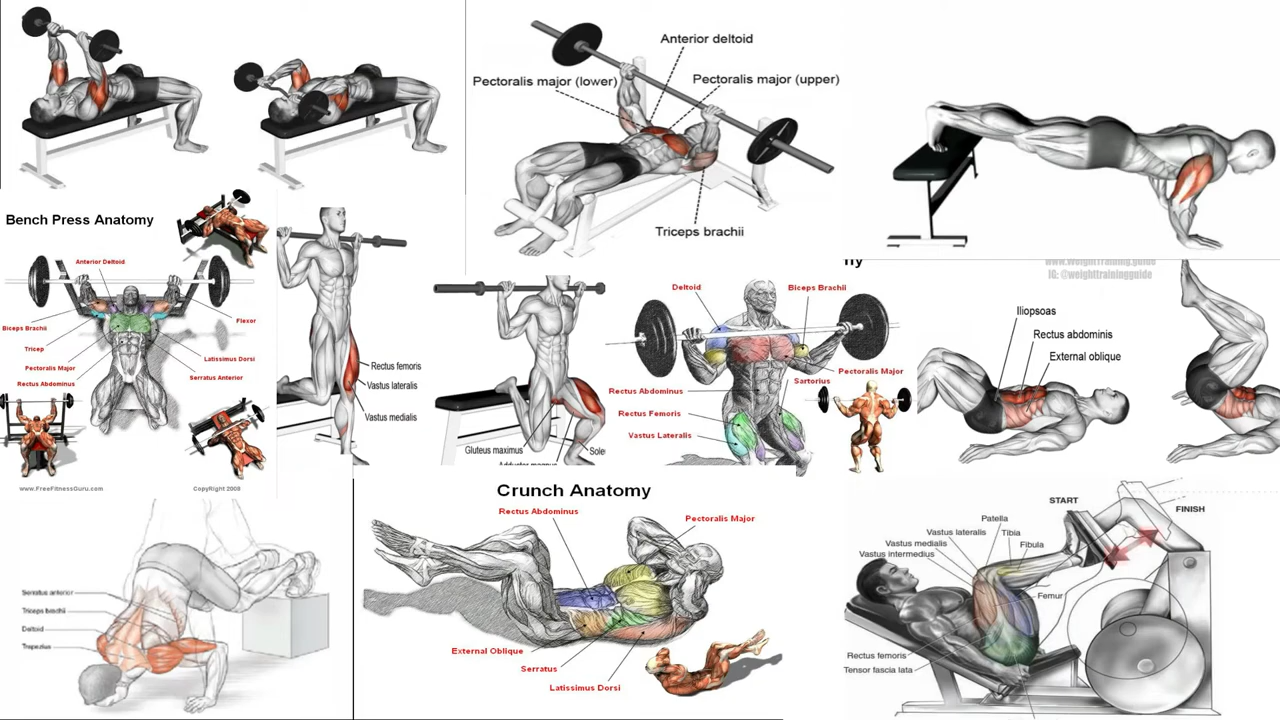 Anterior deltoid
Pectoralis major (lower)
Pectoralis major (upper)
Triceps brachii
Bench Press Anatomy
Anterior Deltoid
Biceps Brachii
Flexor
Tricep
Latissimus Dorsi
Pectoralis Major
Serratus Anterior
Rectus Abdominus
www.FreeFitnessGuru.com
CopyRight 2008
Rectus femoris
Vastus lateralis
Vastus medialis
Gluteus maximus
Sole
Adductor magnus
Deltoid
Biceps Brachii
Pectoralis Major
Sartorius
Rectus Abdominus
Rectus Femoris
Vastus Lateralis
www.weighttraining.guide
IG: @weighttrainingguide
Iliopsoas
Rectus abdominis
External oblique
Serratus anterior
Triceps brachii
Deltoid
Trapezius
Crunch Anatomy
Rectus Abdominus
Pectoralis Major
External Oblique
Serratus
Latissimus Dorsi
START
FINISH
Patella
Vastus lateralis
Tibia
Vastus medialis
Fibula
Vastus intermedius
Femur
Rectus femoris
Tensor fascia lata